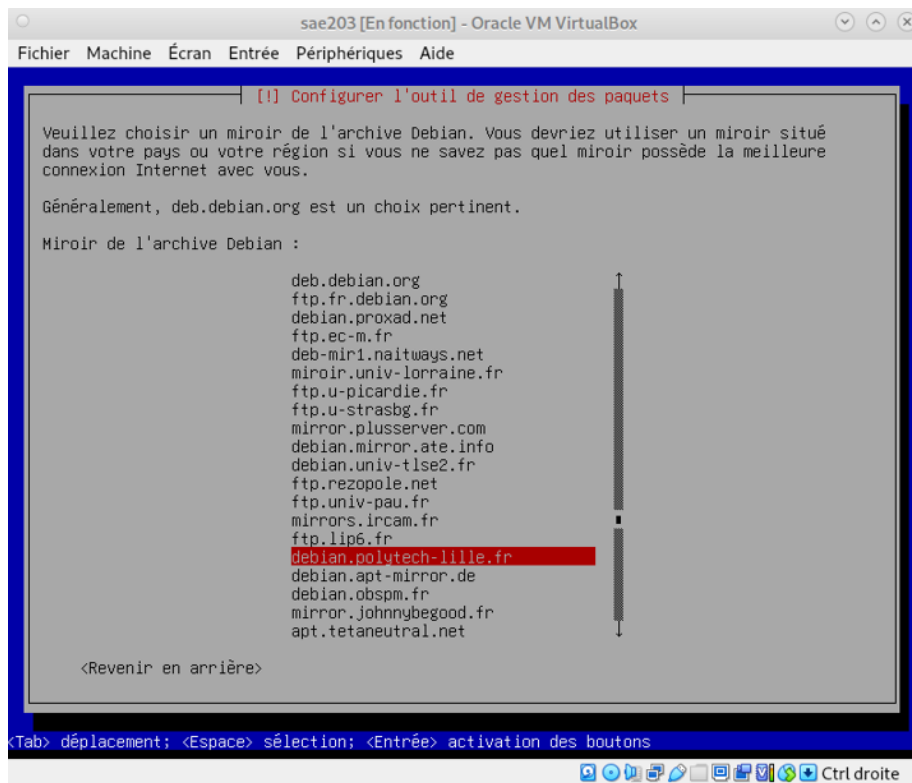 sae203 [En fonction] - Oracle VM VirtualBox
Fichier Machine Écran Entrée Périphériques Aide
[!] Configurer l'outil de gestion des paquets
Veuillez choisir un miroir de l'archive Debian. Vous devriez utiliser un miroir situé
dans votre pays ou votre région si vous ne savez pas quel miroir possède la meilleure
connexion Internet avec vous.
Généralement, deb.debian.org est un choix pertinent.
Miroir de l'archive Debian :
deb.debian.org
ftp.fr.debian.org
debian.proxad.net
ftp.ec-m.fr
deb-mir1.naitways.net
miroir.univ-lorraine.fr
ftp.u-picardie.fr
ftp.u-strasbg.fr
mirror.plusserver.com
debian.mirror.ate.info
debian.univ-tlse2.fr
ftp.rezopole.net
ftp.univ-pau.fr
mirrors.ircam.fr
ftp.lip6.fr
debian.polytech-lille.fr
debian.apt-mirror.de
debian.obspm.fr
mirror.johnnybegood.fr
apt.tetaneutral.net
<Revenir en arrière>
<Tab> déplacement; <Espace> sélection; <Entrée> activation des boutons
Ctrl droite